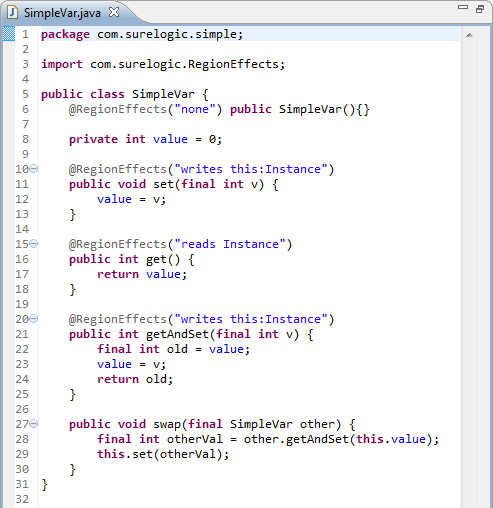 SimpleVar.java
1 package com.surelogic.simple;
2
3 import com.surelogic.RegionEffects;
4
5 public class SimpleVar {
6     @RegionEffects("none") public SimpleVar(){}
7
8     private int value = 0;
9
10     @RegionEffects("writes this:Instance")
11     public void set(final int v) {
12         value = v;
13     }
14
15     @RegionEffects("reads Instance")
16     public int get() {
17         return value;
18     }
19
20     @RegionEffects("writes this:Instance")
21     public int getAndSet(final int v) {
22         final int old = value;
23         value = v;
24         return old;
25     }
26
27     public void swap(final SimpleVar other) {
28         final int otherVal = other.getAndSet(this.value);
29         this.set(otherVal);
30     }
31 }
32